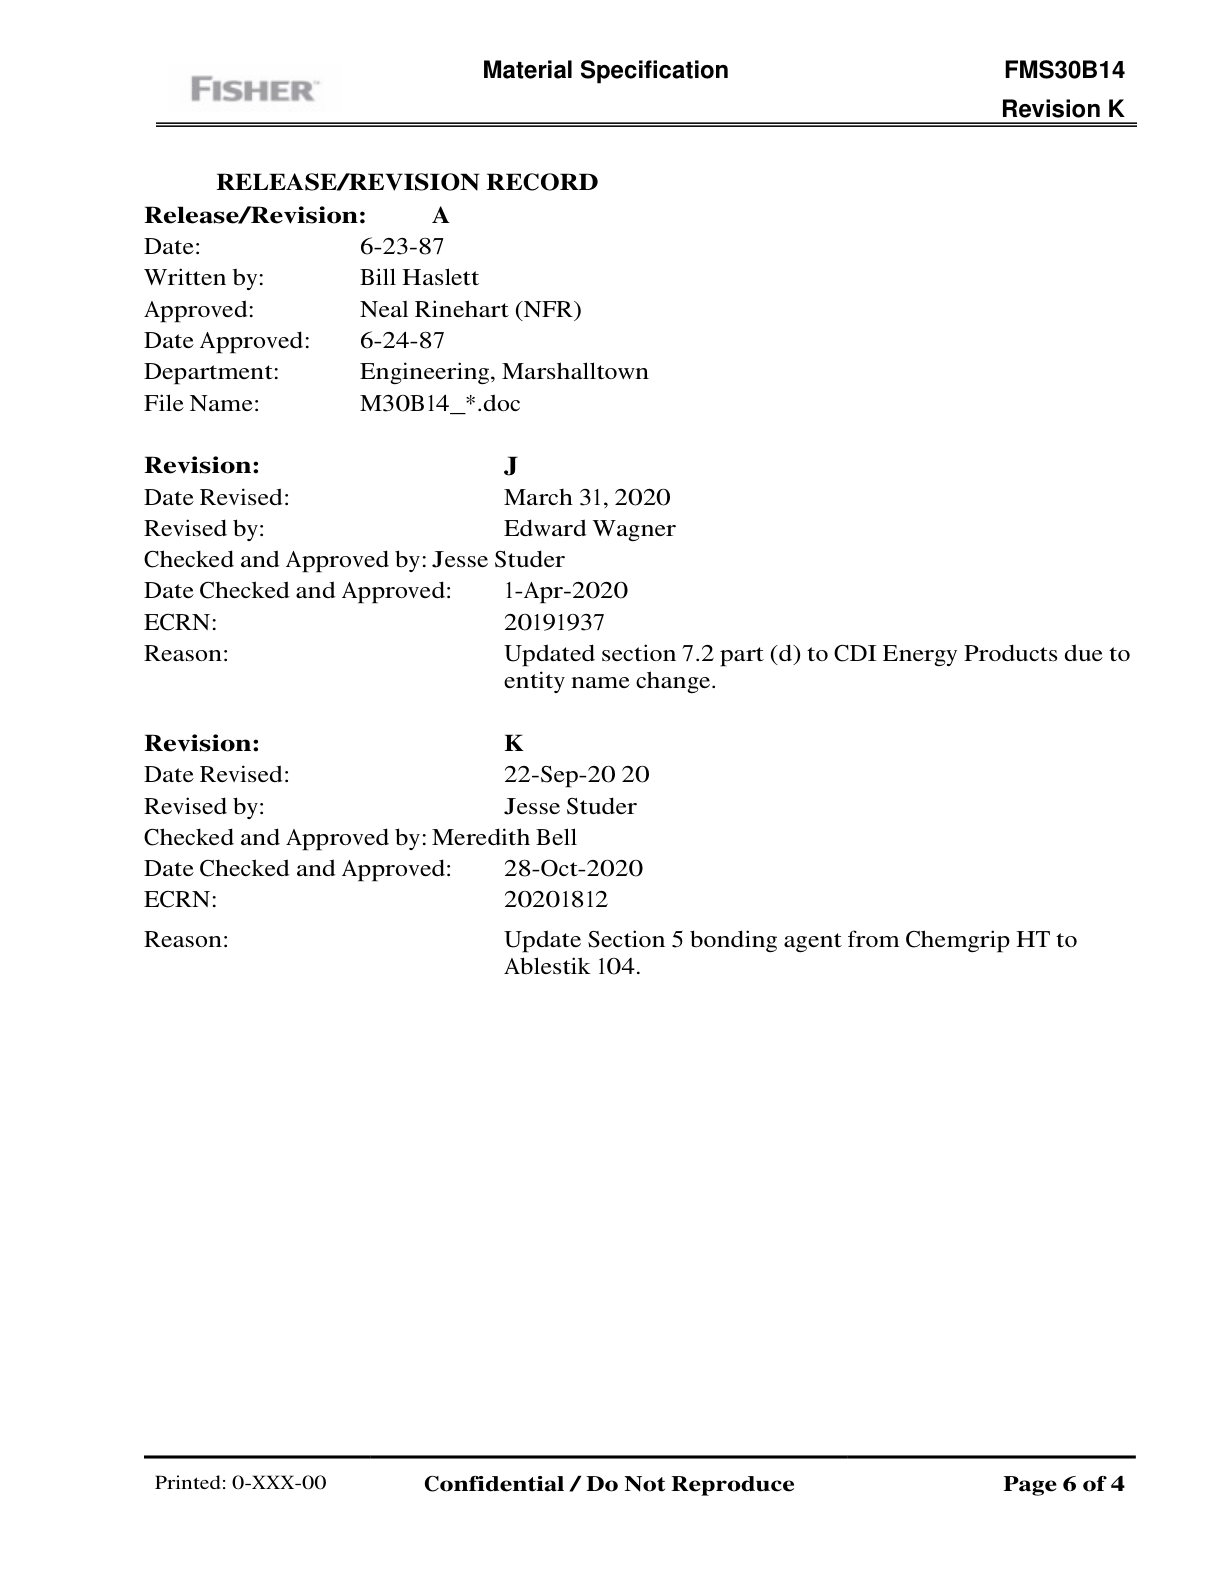 FISHER™ Material Specification FMS30B14
Revision K
RELEASE/REVISION RECORD
Release/Revision: A
Date: 6-23-87
Written by: Bill Haslett
Approved: Neal Rinehart (NFR)
Date Approved: 6-24-87
Department: Engineering, Marshalltown
File Name: M30B14_*.doc
Revision: J
Date Revised: March 31, 2020
Revised by: Edward Wagner
Checked and Approved by: Jesse Studer
Date Checked and Approved: 1-Apr-2020
ECRN: 20191937
Reason: Updated section 7.2 part (d) to CDI Energy Products due to
entity name change.
Revision: K
Date Revised: 22-Sep-20 20
Revised by: Jesse Studer
Checked and Approved by: Meredith Bell
Date Checked and Approved: 28-Oct-2020
ECRN: 20201812
Reason: Update Section 5 bonding agent from Chemgrip HT to
Ablestik 104.
Printed: 0-XXX-00 Confidential / Do Not Reproduce Page 6 of 4